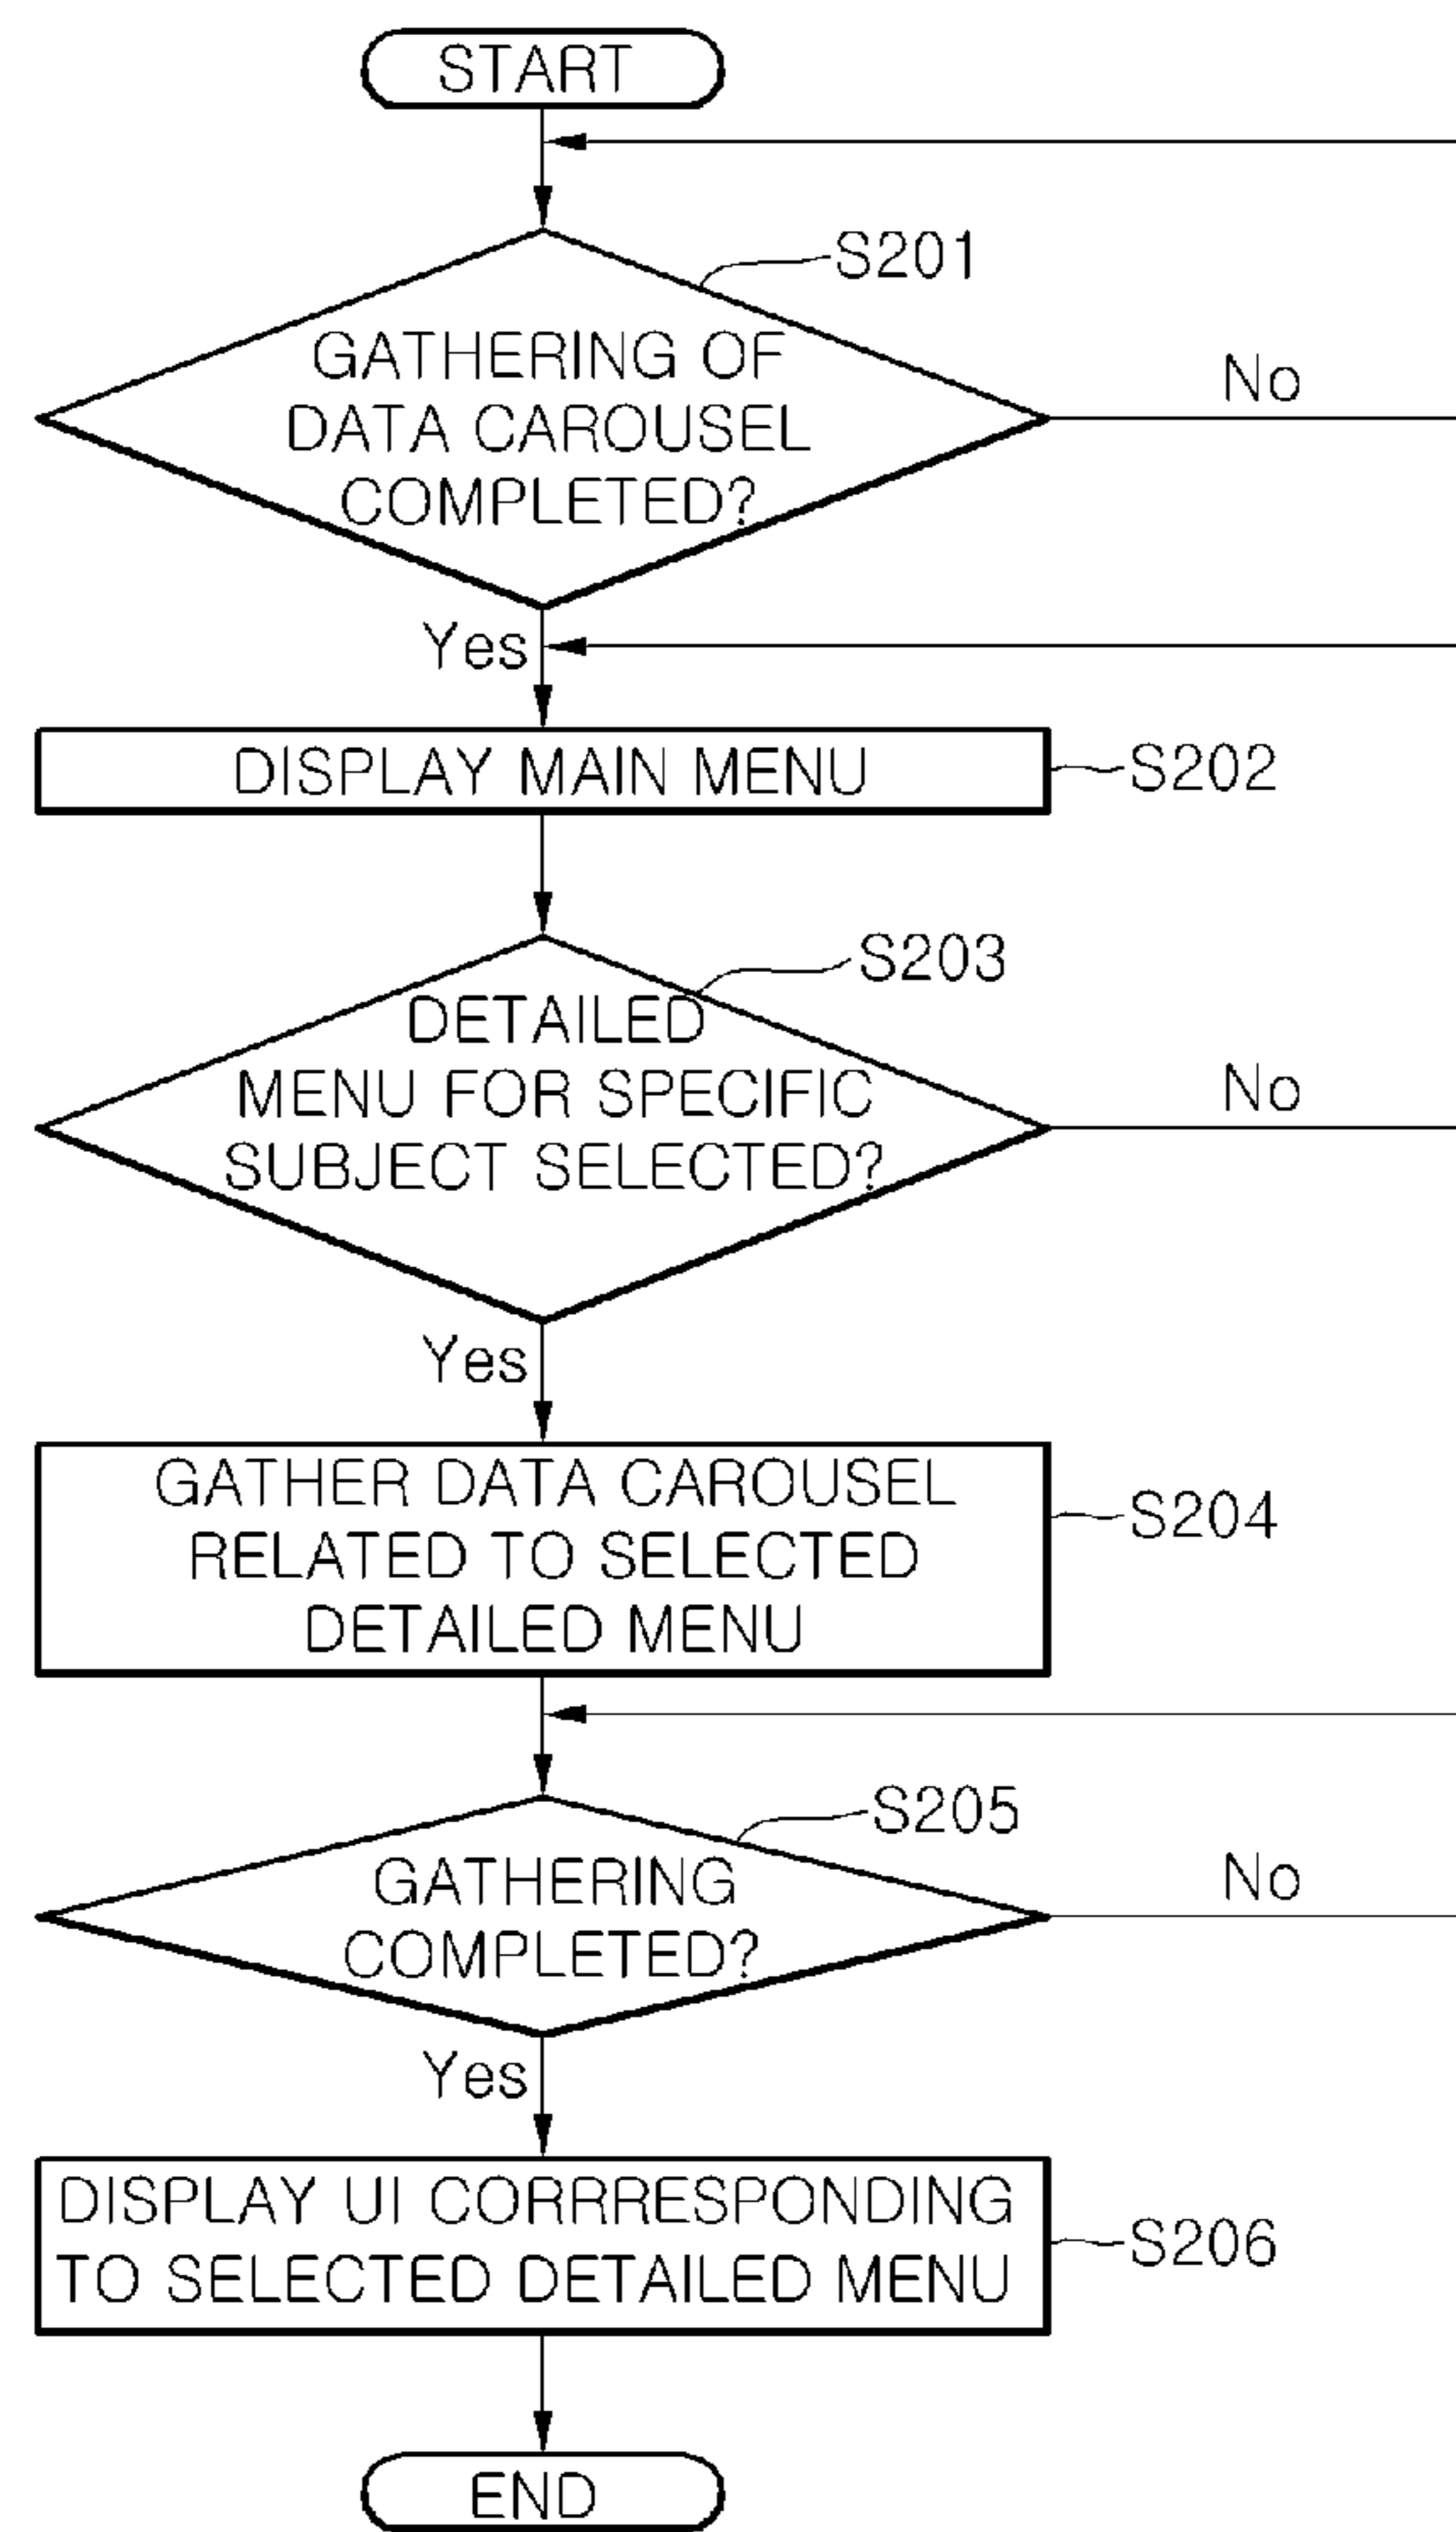 START
S201
GATHERING OF
DATA CAROUSEL
COMPLETED?
No
Yes
DISPLAY MAIN MENU
S202
S203
DETAILED
MENU FOR SPECIFIC
SUBJECT SELECTED?
No
Yes
GATHER DATA CAROUSEL
RELATED TO SELECTED
DETAILED MENU
S204
S205
GATHERING
COMPLETED?
No
Yes
DISPLAY UI CORRRESPONDING
TO SELECTED DETAILED MENU
S206
END